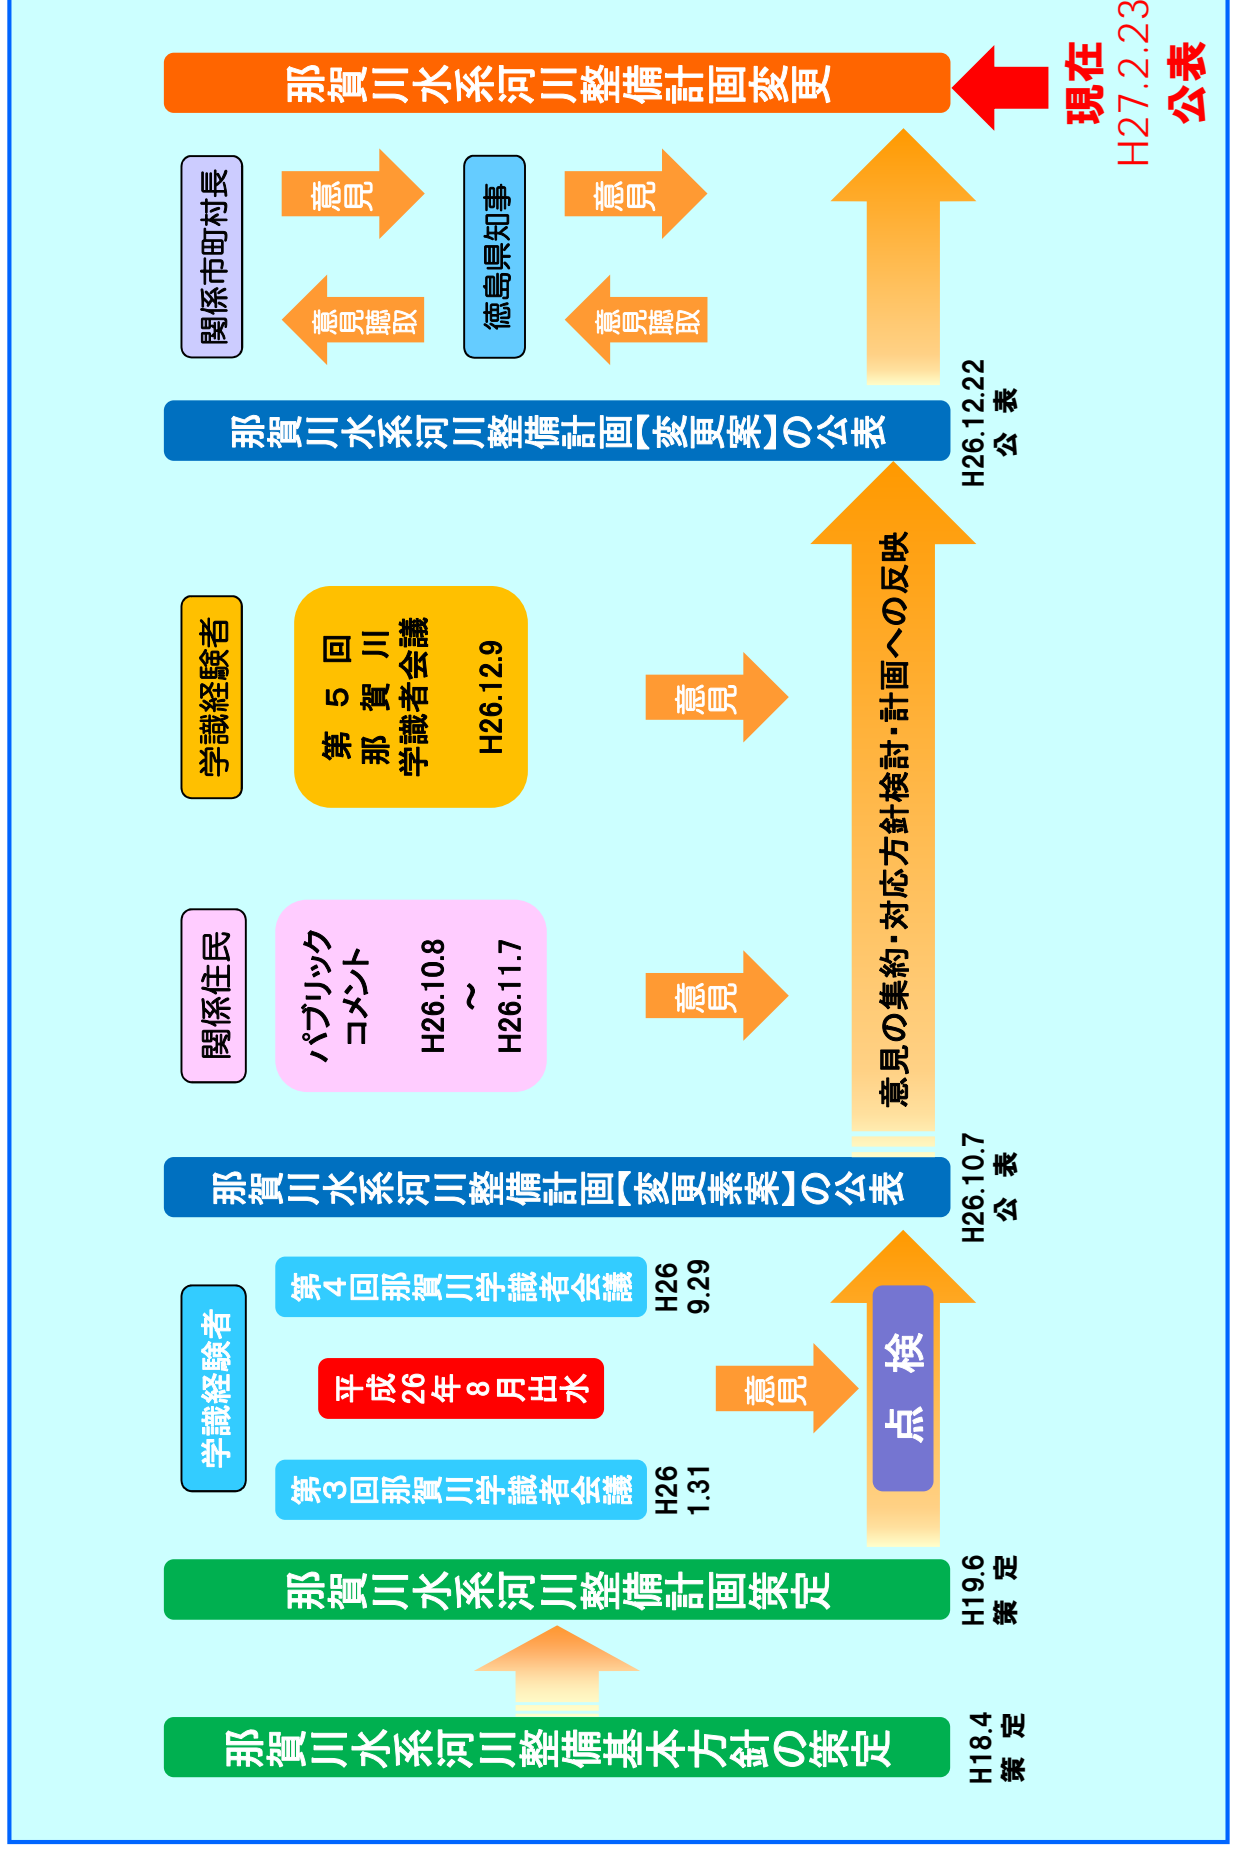 那賀川水系河川整備基本方針の策定
H18.4
策 定
那賀川水系河川整備計画策定
H19.6
策 定
学識経験者
第3回那賀川学識者会議
H26
1.31
平成26年8月出水
第4回那賀川学識者会議
H26
9.29
意見
点 検
那賀川水系河川整備計画【変更素案】の公表
H26.10.7
公 表
関係住民
パブリック
コメント
H26.10.8
～
H26.11.7
意見
学識経験者
第 5 回
那 賀 川
学識者会議
H26.12.9
意見
意見の集約・対応方針検討・計画への反映
那賀川水系河川整備計画【変更案】の公表
H26.12.22
公 表
関係市町村長
意見聴取
意見
徳島県知事
意見聴取
意見
那賀川水系河川整備計画変更
現在
H27.2.23
公表